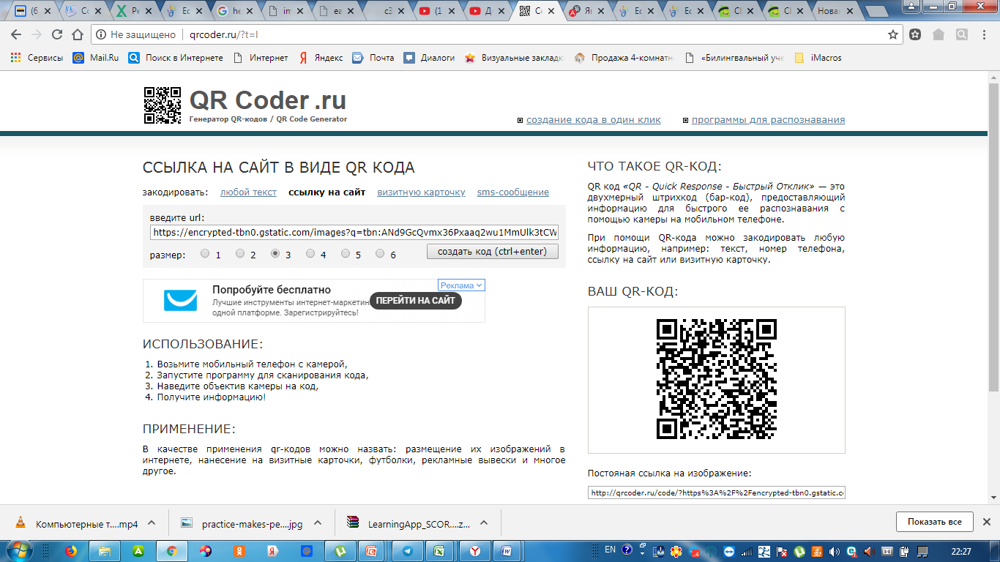 (6
Co
Pe
Ec
he
im
ea
c3
(1
Д
Co
Ян
Ec
Ec
Cl
Cl
Нова
Не защищено
qrcoder.ru/?t=l
Сервисы
Mail.Ru
Поиск в Интернете
Интернет
Яндекс
Почта
Диалоги
Визуальные закладк
Продажа 4-комнатн
«Билингвальный уче
iMacros
QR Coder .ru
Генератор QR-кодов / QR Code Generator
создание кода в один клик
программы для распознавания
ССЫЛКА НА САЙТ В ВИДЕ QR КОДА
закодировать: любой текст ссылку на сайт визитную карточку sms-сообщение
введите url:
https://encrypted-tbn0.gstatic.com/images?q=tbn:ANd9GcQvmx36Pxaaq2wu1MmUlk3tCW
размер: 1 2 3 4 5 6 создать код (ctrl+enter)
Попробуйте бесплатно
Реклама
Лучшие инструменты интернет-маркетин
одной платформе. Зарегистрируйтесь!
ПЕРЕЙТИ НА САЙТ
ИСПОЛЬЗОВАНИЕ:
1. Возьмите мобильный телефон с камерой,
2. Запустите программу для сканирования кода,
3. Наведите объектив камеры на код,
4. Получите информацию!
ПРИМЕНЕНИЕ:
В качестве применения qr-кодов можно назвать: размещение их изображений в
интернете, нанесение на визитные карточки, футболки, рекламные вывески и многое
другое.
ЧТО ТАКОЕ QR-КОД:
QR код «QR - Quick Response - Быстрый Отклик» — это
двухмерный штрихкод (бар-код), предоставляющий
информацию для быстрого ее распознавания с
помощью камеры на мобильном телефоне.
При помощи QR-кода можно закодировать любую
информацию, например: текст, номер телефона,
ссылку на сайт или визитную карточку.
ВАШ QR-КОД:
Постояная ссылка на изображение:
http://qrcoder.ru/code/?https%3A%2F%2Fencrypted-tbn0.gstatic.cc
Компьютерные т....mp4
practice-makes-pe....jpg
LearningApp_SCOR....z...
Показать все
EN
22:27